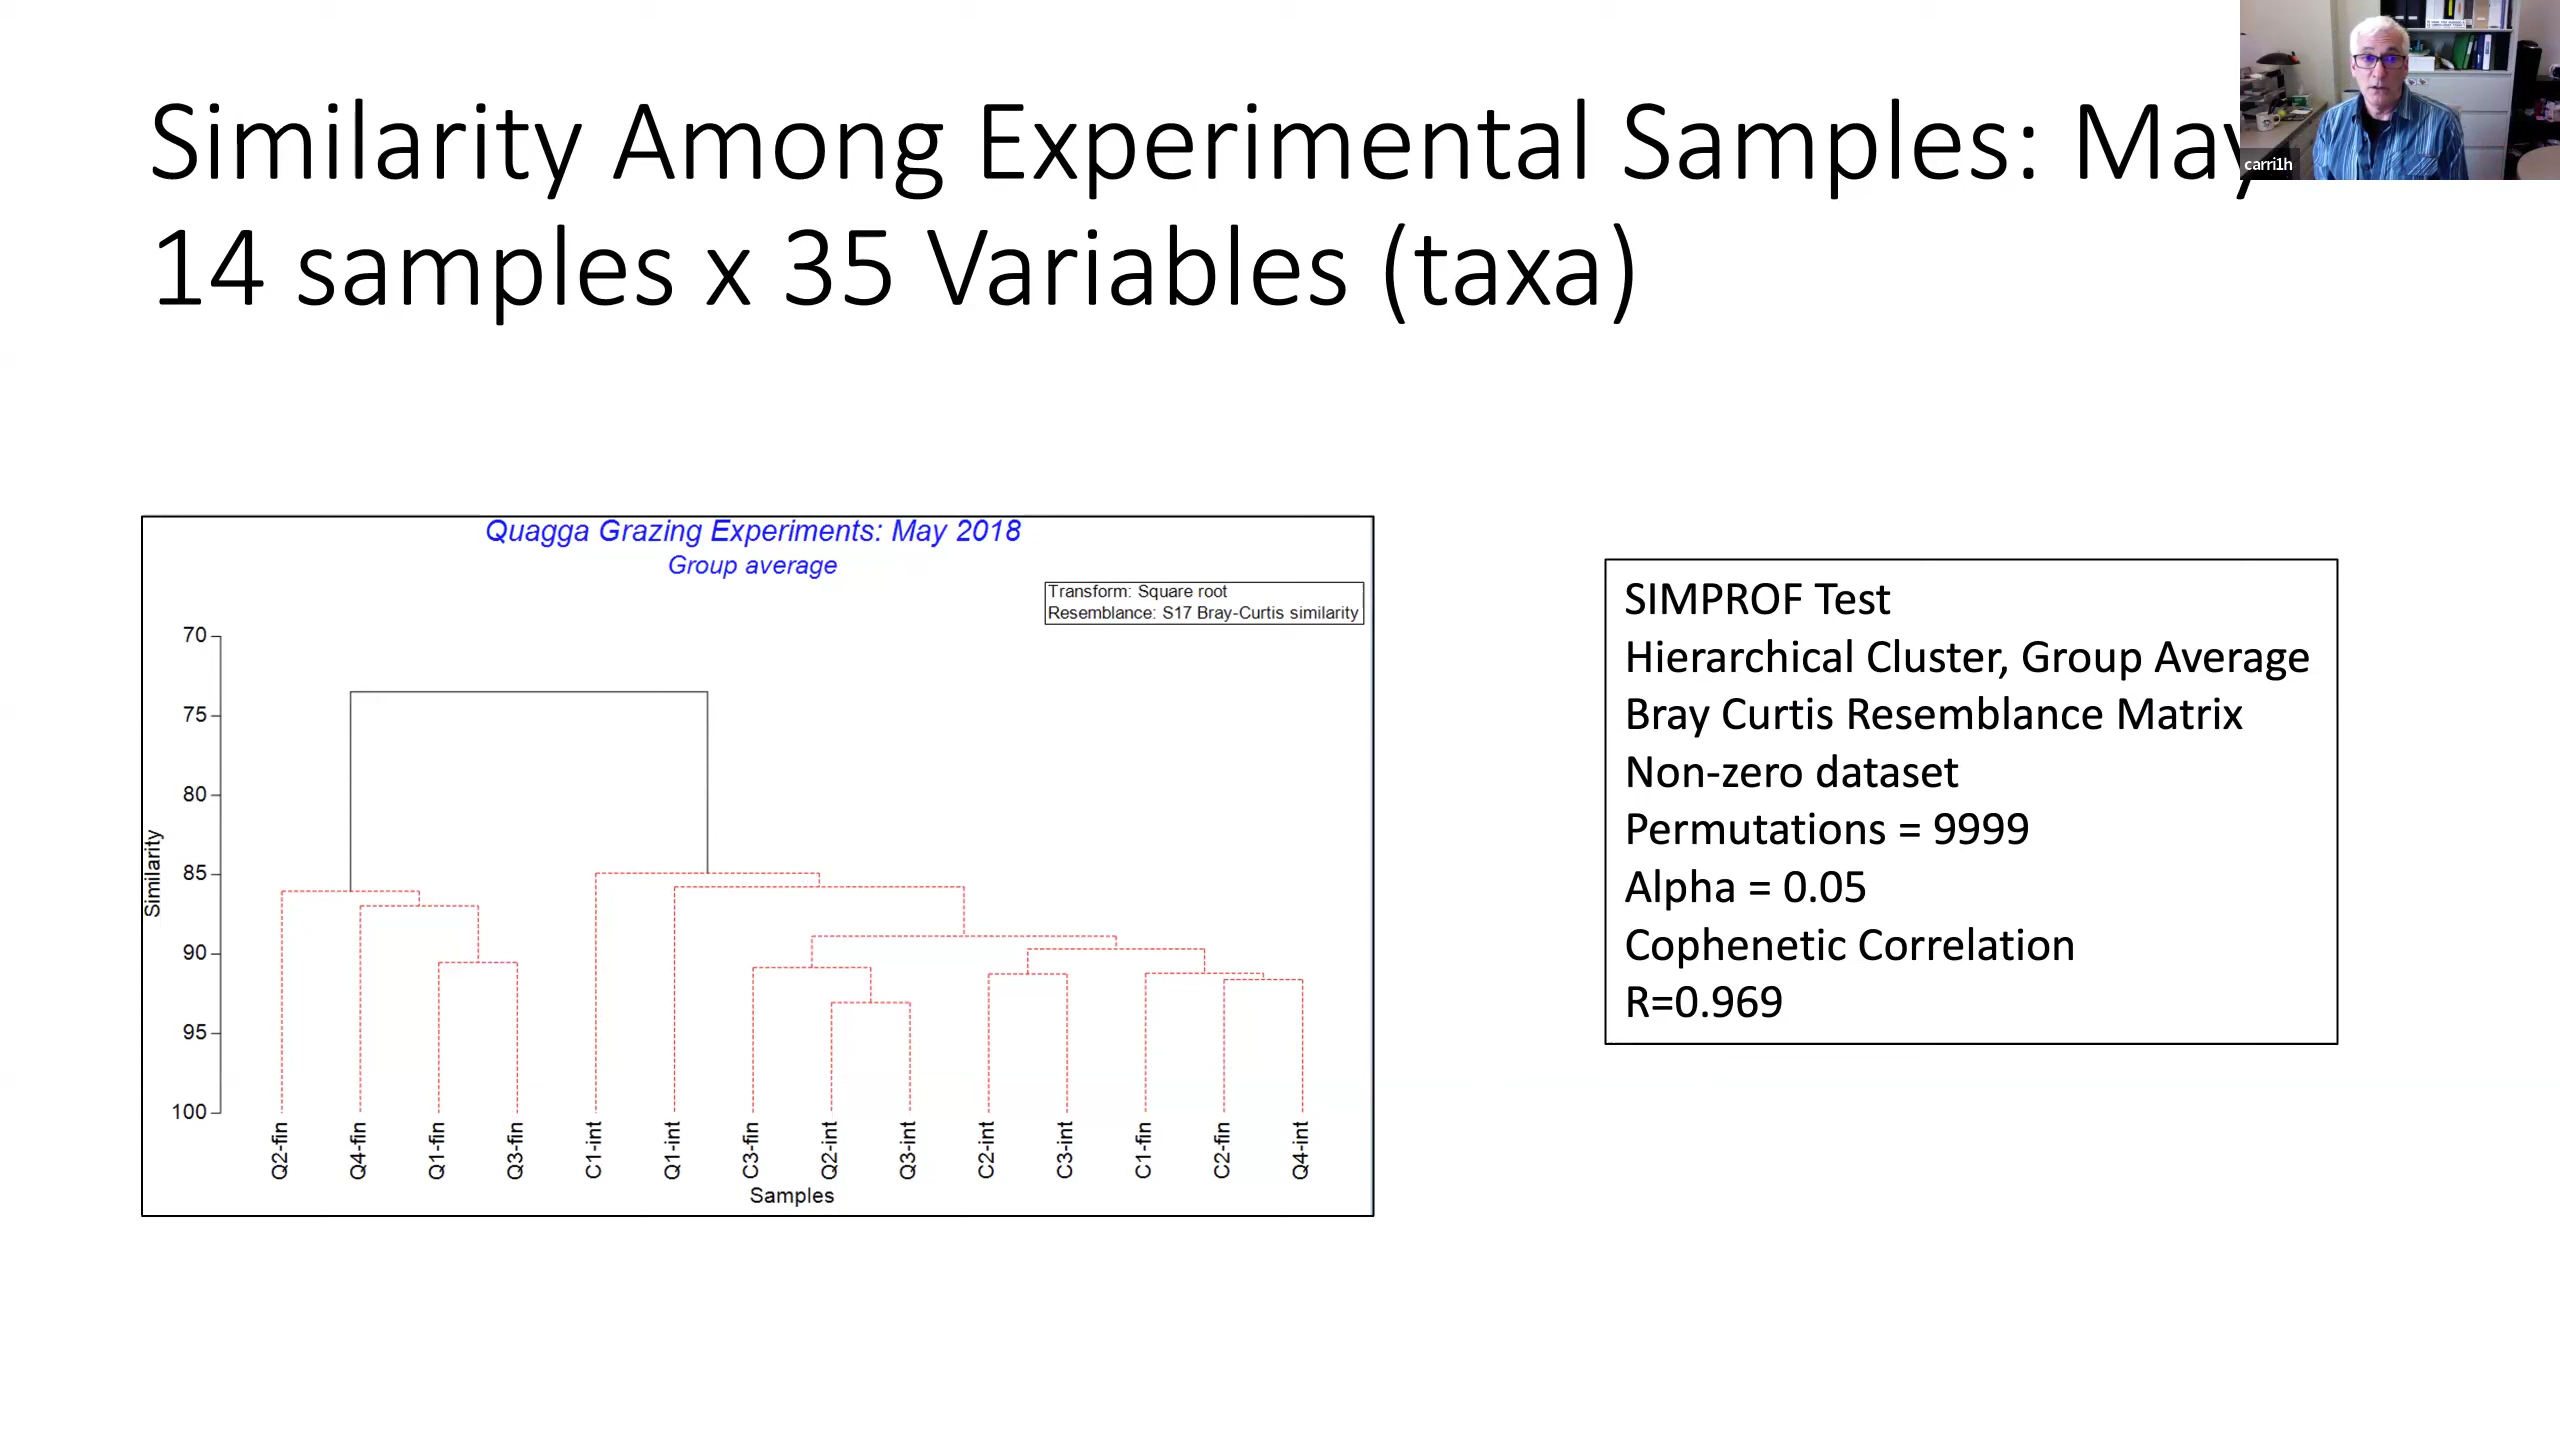 Similarity Among Experimental Samples: May
14 samples x 35 Variables (taxa)
carri1h
Quagga Grazing Experiments: May 2018
Group average
Transform: Square root
Resemblance: S17 Bray-Curtis similarity
70
75
80
85
90
95
100
Similarity
Q2-fin
Q4-fin
Q1-fin
Q3-fin
C1-int
Q1-int
C3-fin
Q2-int
Q3-int
C2-int
C3-int
C1-fin
C2-fin
Q4-int
Samples
SIMPROF Test
Hierarchical Cluster, Group Average
Bray Curtis Resemblance Matrix
Non-zero dataset
Permutations = 9999
Alpha = 0.05
Cophenetic Correlation
R=0.969